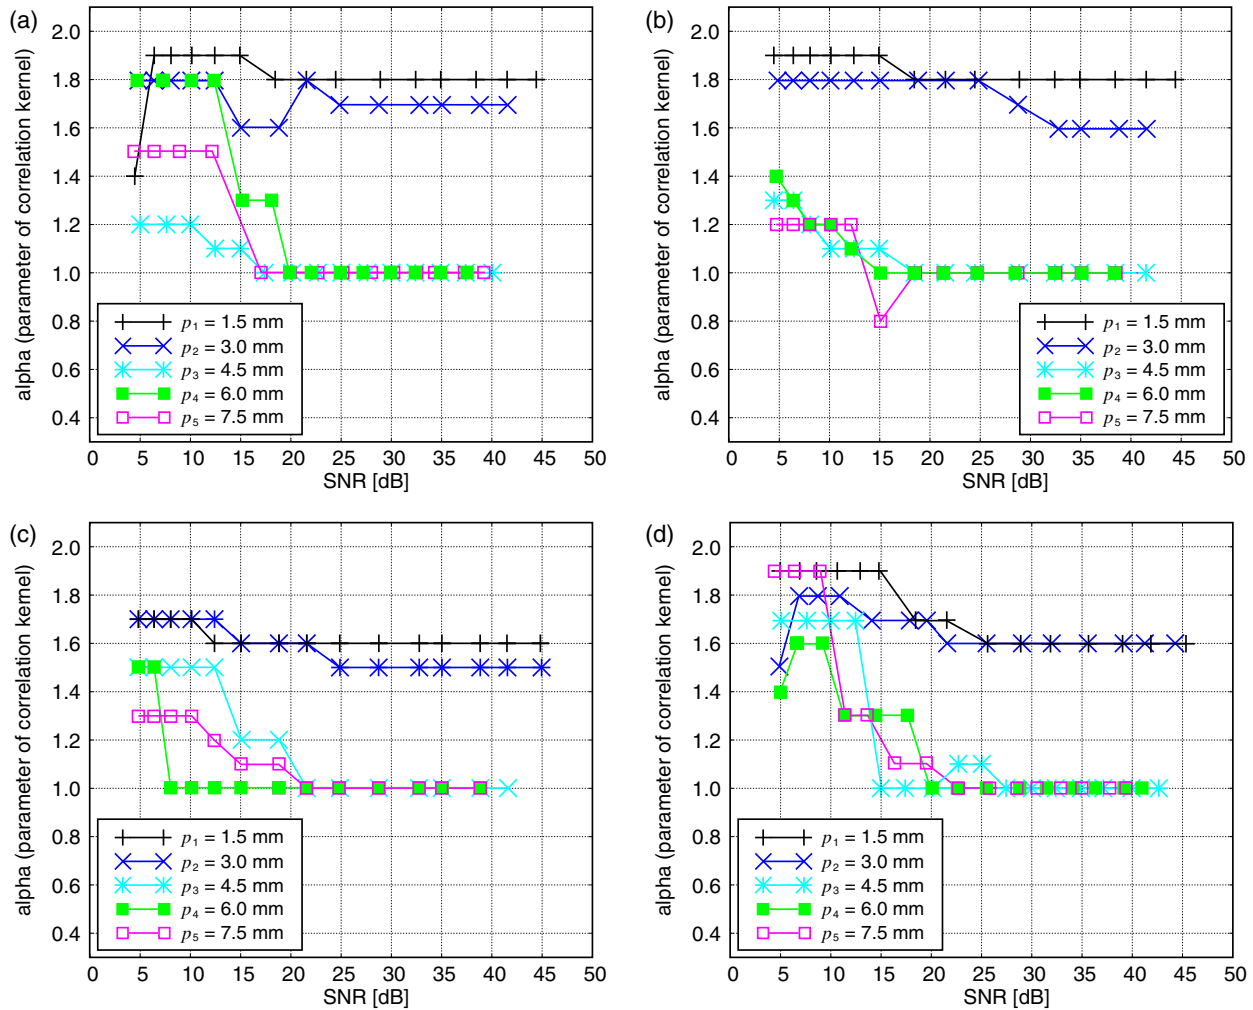 (a)
alpha (parameter of correlation kernel)
2.0
1.8
1.6
1.4
1.2
1.0
0.8
0.6
0.4
p₁ = 1.5 mm
p₂ = 3.0 mm
p₃ = 4.5 mm
p₄ = 6.0 mm
p₅ = 7.5 mm
0 5 10 15 20 25 30 35 40 45 50
SNR [dB]
(b)
alpha (parameter of correlation kernel)
2.0
1.8
1.6
1.4
1.2
1.0
0.8
0.6
0.4
p₁ = 1.5 mm
p₂ = 3.0 mm
p₃ = 4.5 mm
p₄ = 6.0 mm
p₅ = 7.5 mm
0 5 10 15 20 25 30 35 40 45 50
SNR [dB]
(c)
alpha (parameter of correlation kernel)
2.0
1.8
1.6
1.4
1.2
1.0
0.8
0.6
0.4
p₁ = 1.5 mm
p₂ = 3.0 mm
p₃ = 4.5 mm
p₄ = 6.0 mm
p₅ = 7.5 mm
0 5 10 15 20 25 30 35 40 45 50
SNR [dB]
(d)
alpha (parameter of correlation kernel)
2.0
1.8
1.6
1.4
1.2
1.0
0.8
0.6
0.4
p₁ = 1.5 mm
p₂ = 3.0 mm
p₃ = 4.5 mm
p₄ = 6.0 mm
p₅ = 7.5 mm
0 5 10 15 20 25 30 35 40 45 50
SNR [dB]